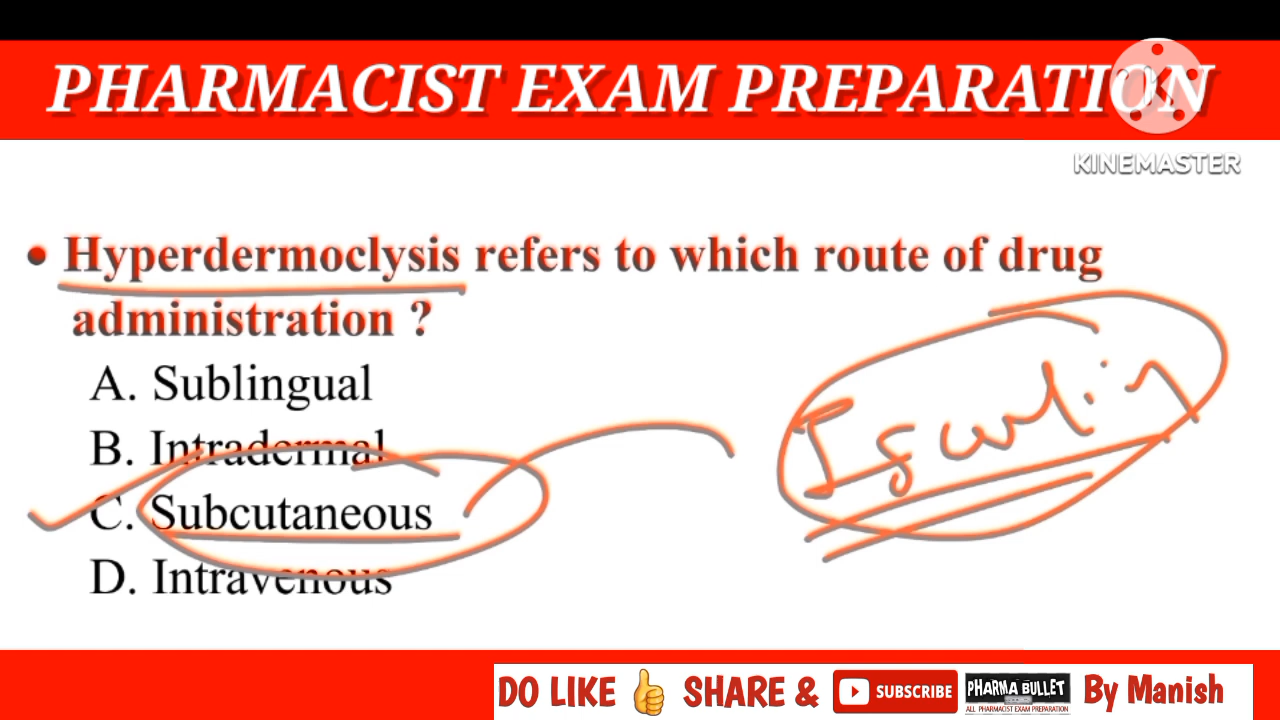 PHARMACIST EXAM PREPARATION
KINEMASTER
• Hyperdermoclysis refers to which route of drug
administration ?
A. Sublingual
B. Intradermal
C. Subcutaneous
D. Intravenous
DO LIKE 👍 SHARE & SUBSCRIBE PHARMA BULLET By Manish
ALL PHARMACIST EXAM PREPARATION